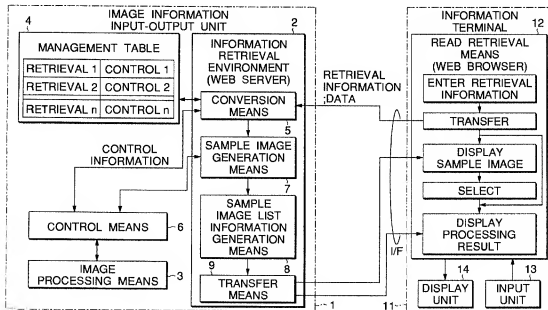 IMAGE INFORMATION
INPUT-OUTPUT UNIT
4
MANAGEMENT TABLE
RETRIEVAL 1 CONTROL 1
RETRIEVAL 2 CONTROL 2
RETRIEVAL n CONTROL n
CONTROL
INFORMATION
CONTROL MEANS
6
IMAGE
PROCESSING MEANS
3
2
INFORMATION
RETRIEVAL
ENVIRONMENT
(WEB SERVER)
CONVERSION
MEANS
5
SAMPLE IMAGE
GENERATION
MEANS
7
SAMPLE
IMAGE LIST
INFORMATION
GENERATION
MEANS
8
9
TRANSFER
MEANS
1
RETRIEVAL
INFORMATION
;DATA
I/F
INFORMATION
TERMINAL
12
READ RETRIEVAL
MEANS
(WEB BROWSER)
ENTER RETRIEVAL
INFORMATION
TRANSFER
DISPLAY
SAMPLE IMAGE
SELECT
DISPLAY
PROCESSING
RESULT
11
14
DISPLAY
UNIT
13
INPUT
UNIT